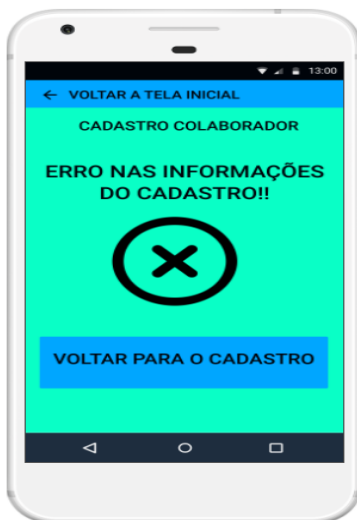 13:00
VOLTAR A TELA INICIAL
CADASTRO COLABORADOR
ERRO NAS INFORMAÇÕES
DO CADASTRO!!
VOLTAR PARA O CADASTRO